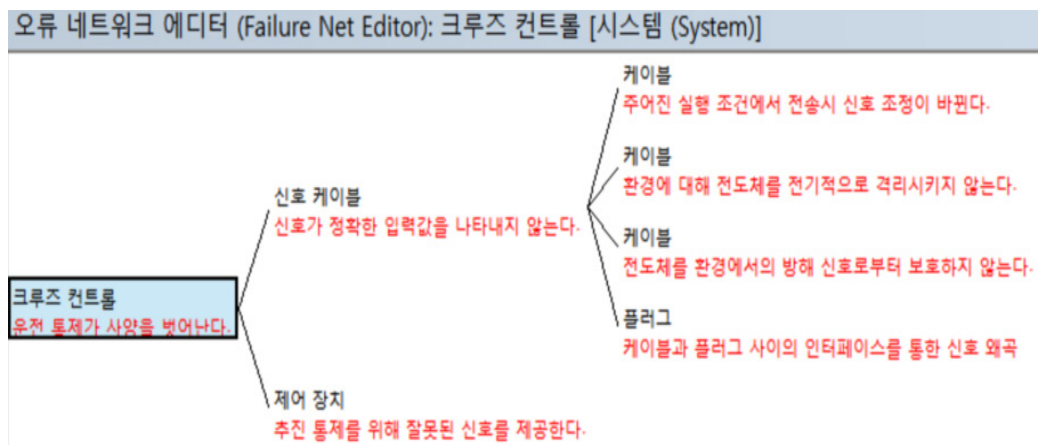 오류 네트워크 에디터 (Failure Net Editor): 크루즈 컨트롤 [시스템 (System)]
케이블
주어진 실행 조건에서 전송시 신호 조정이 바뀐다.
케이블
환경에 대해 전도체를 전기적으로 격리시키지 않는다.
신호 케이블
신호가 정확한 입력값을 나타내지 않는다.
케이블
전도체를 환경에서의 방해 신호로부터 보호하지 않는다.
크루즈 컨트롤
운전 통제가 사양을 벗어난다.
플러그
케이블과 플러그 사이의 인터페이스를 통한 신호 왜곡
제어 장치
추진 통제를 위해 잘못된 신호를 제공한다.